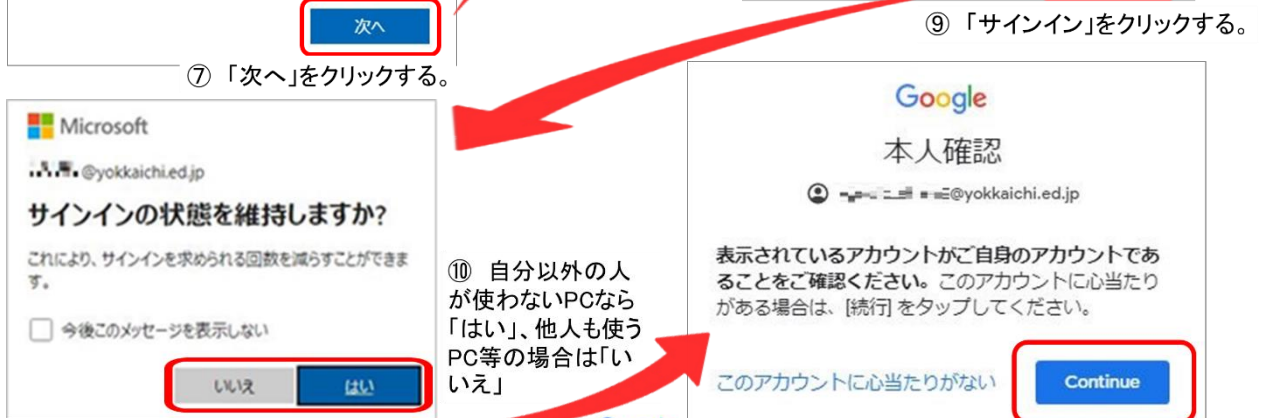 次へ
⑦ 「次へ」をクリックする。
⑨ 「サインイン」をクリックする。
Microsoft
@yokkaichi.ed.jp
サインインの状態を維持しますか?
これにより、サインインを求められる回数を減らすことができま
す。
今後このメッセージを表示しない
いいえ
はい
⑩ 自分以外の人
が使わないPCなら
「はい」、他人も使う
PC等の場合は「い
いえ」
Google
本人確認
@yokkaichi.ed.jp
表示されているアカウントがご自身のアカウントであ
ることをご確認ください。このアカウントに心当たり
がある場合は、[続行] をタップしてください。
このアカウントに心当たりがない
Continue